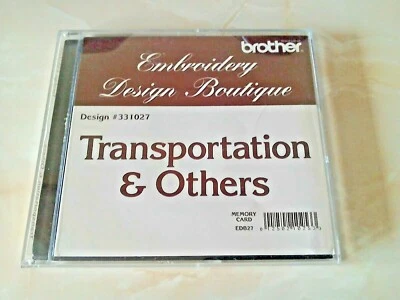 brother
Embroidery
Design Boutique
Design #331027
Transportation
& Others
MEMORY
CARD
EDB27